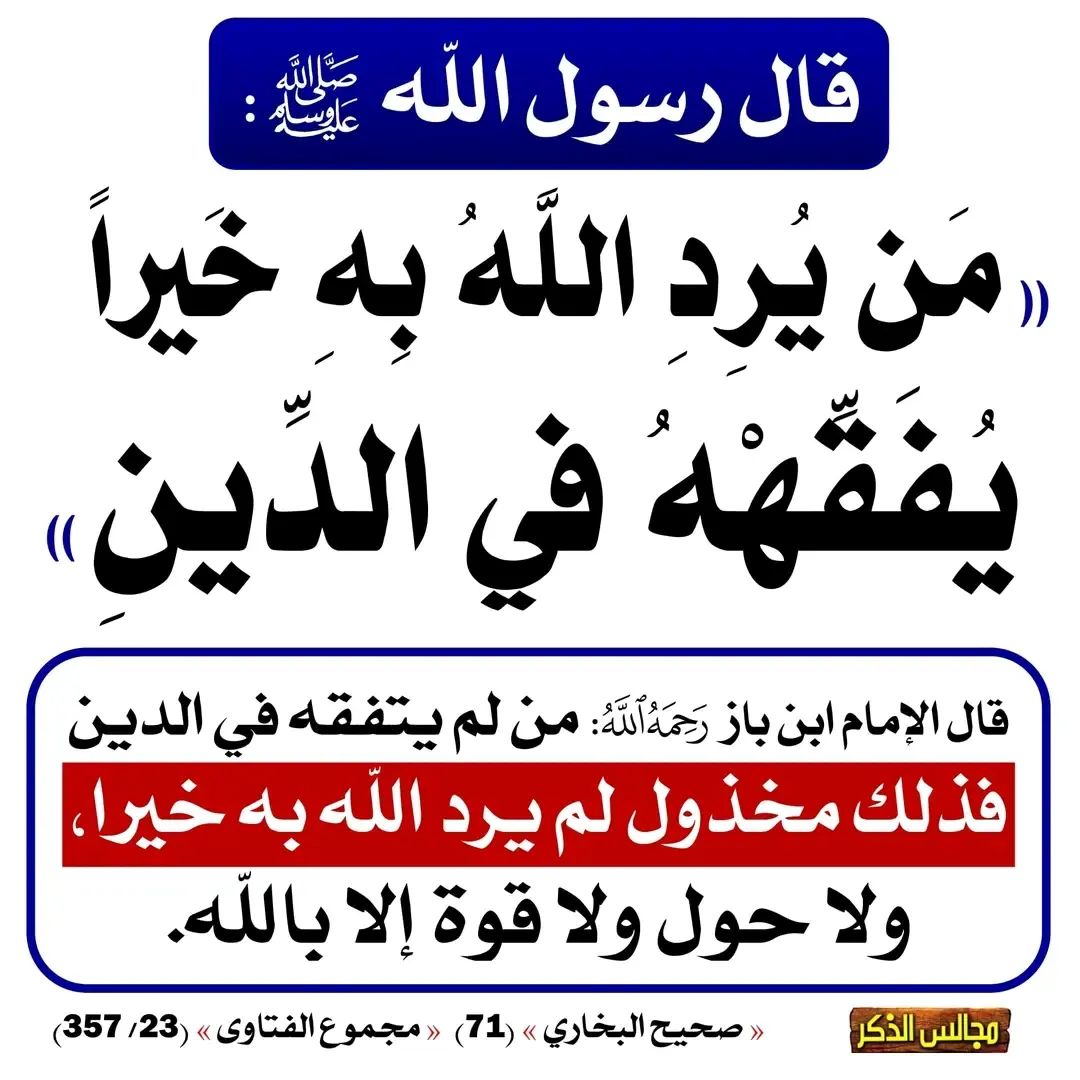 قال رسول الله ﷺ :
(( مَن يُرِدِ اللَّهُ بِهِ خَيراً
يُفَقِّهْهُ في الدِّينِ ))
قال الإمام ابن باز رَحِمَهُ ٱللَّهُ: من لم يتفقه في الدين
فذلك مخذول لم يرد الله به خيرا،
ولا حول ولا قوة إلا بالله.
« صحيح البخاري » (71) « مجموع الفتاوى » (23/ 357)
مجالس الذكر